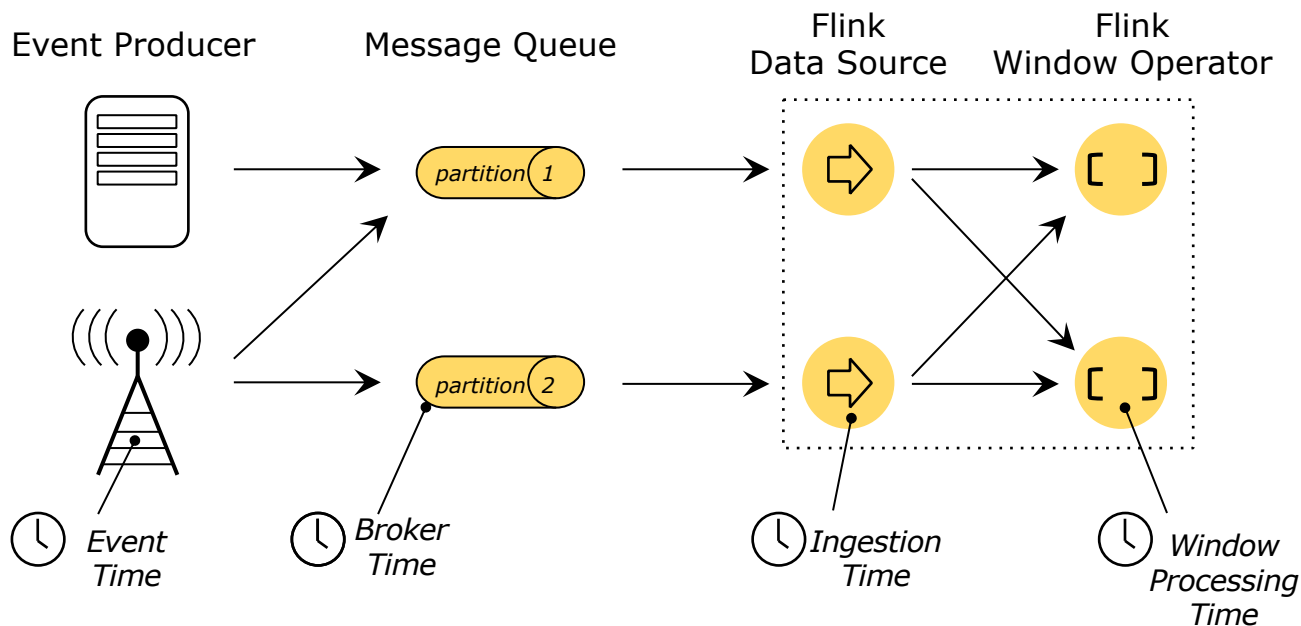 Event Producer
Message Queue
Flink
Data Source
Flink
Window Operator
partition 1
partition 2
Event
Time
Broker
Time
Ingestion
Time
Window
Processing
Time